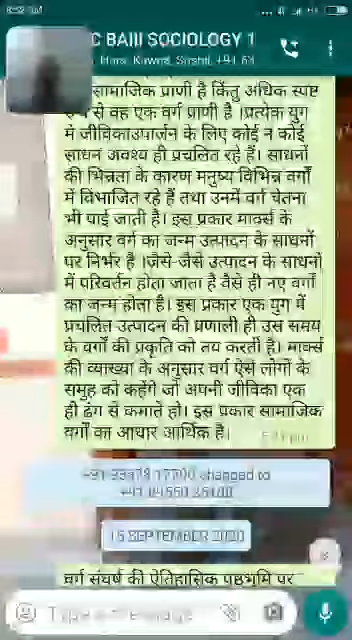 C BAIII SOCIOLOGY 1
सामाजिक प्राणी है किंतु अधिक स्पष्ट
से वह एक वर्ग प्राणी है ।प्रत्येक युग
में जीविकाउपार्जन के लिए कोई न कोई
साधन अवश्य ही प्रचलित रहे हैं। साधनों
की भिन्नता के कारण मनुष्य विभिन्न वर्गों
में विभाजित रहे हैं तथा उनमें वर्ग चेतना
भी पाई जाती है। इस प्रकार मार्क्स के
अनुसार वर्ग का जन्म उत्पादन के साधनों
पर निर्भर है ।जैसे-जैसे उत्पादन के साधनों
में परिवर्तन होता जाता है वैसे ही नए वर्गों
का जन्म होता है। इस प्रकार एक युग में
प्रचलित उत्पादन की प्रणाली ही उस समय
के वर्गों की प्रकृति को तय करती है। मार्क्स
की व्याख्या के अनुसार वर्ग ऐसे लोगों के
समूह को कहेंगे जो अपनी जीविका एक
ही ढंग से कमाते हो। इस प्रकार सामाजिक
वर्गों का आधार आर्थिक है।
changed to
15 SEPTEMBER 2020
वर्ग संघर्ष की ऐतिहासिक पृष्ठभूमि पर
Type a message